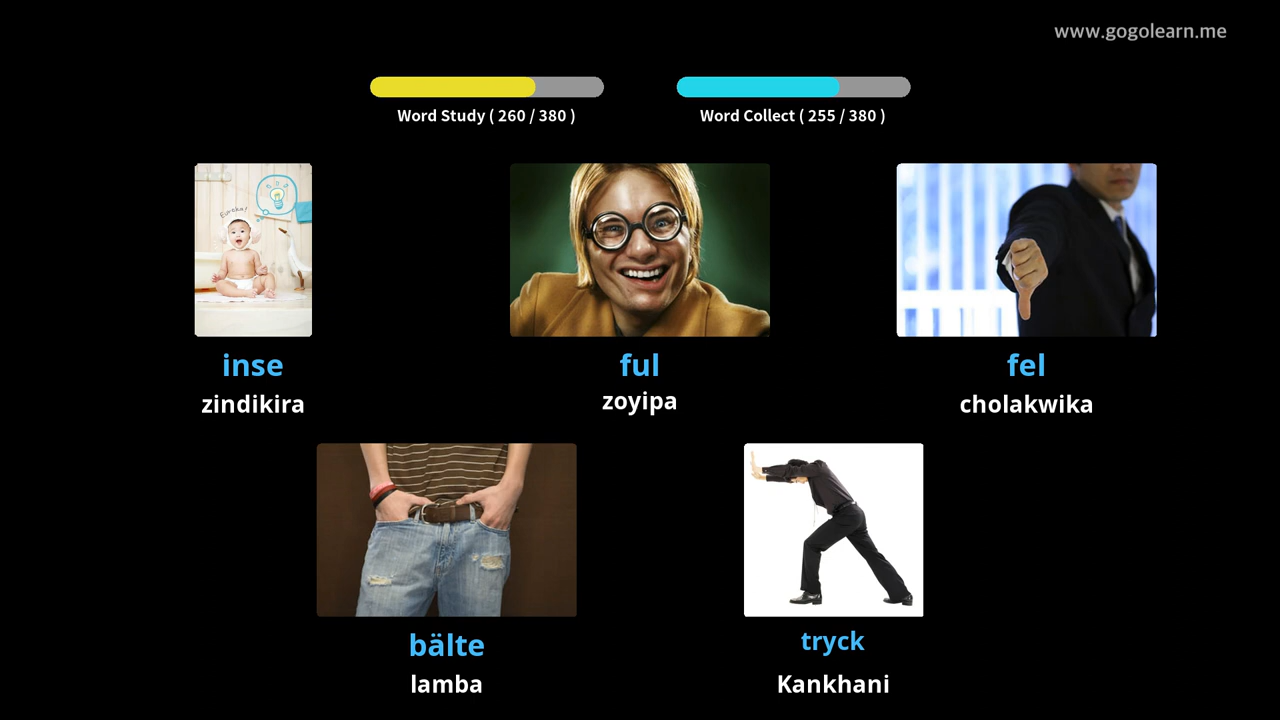 www.gogolearn.me
Word Study ( 260 / 380 )
Word Collect ( 255 / 380 )
Eureka!
inse
ful
fel
zindikira
zoyipa
cholakwika
bälte
tryck
lamba
Kankhani